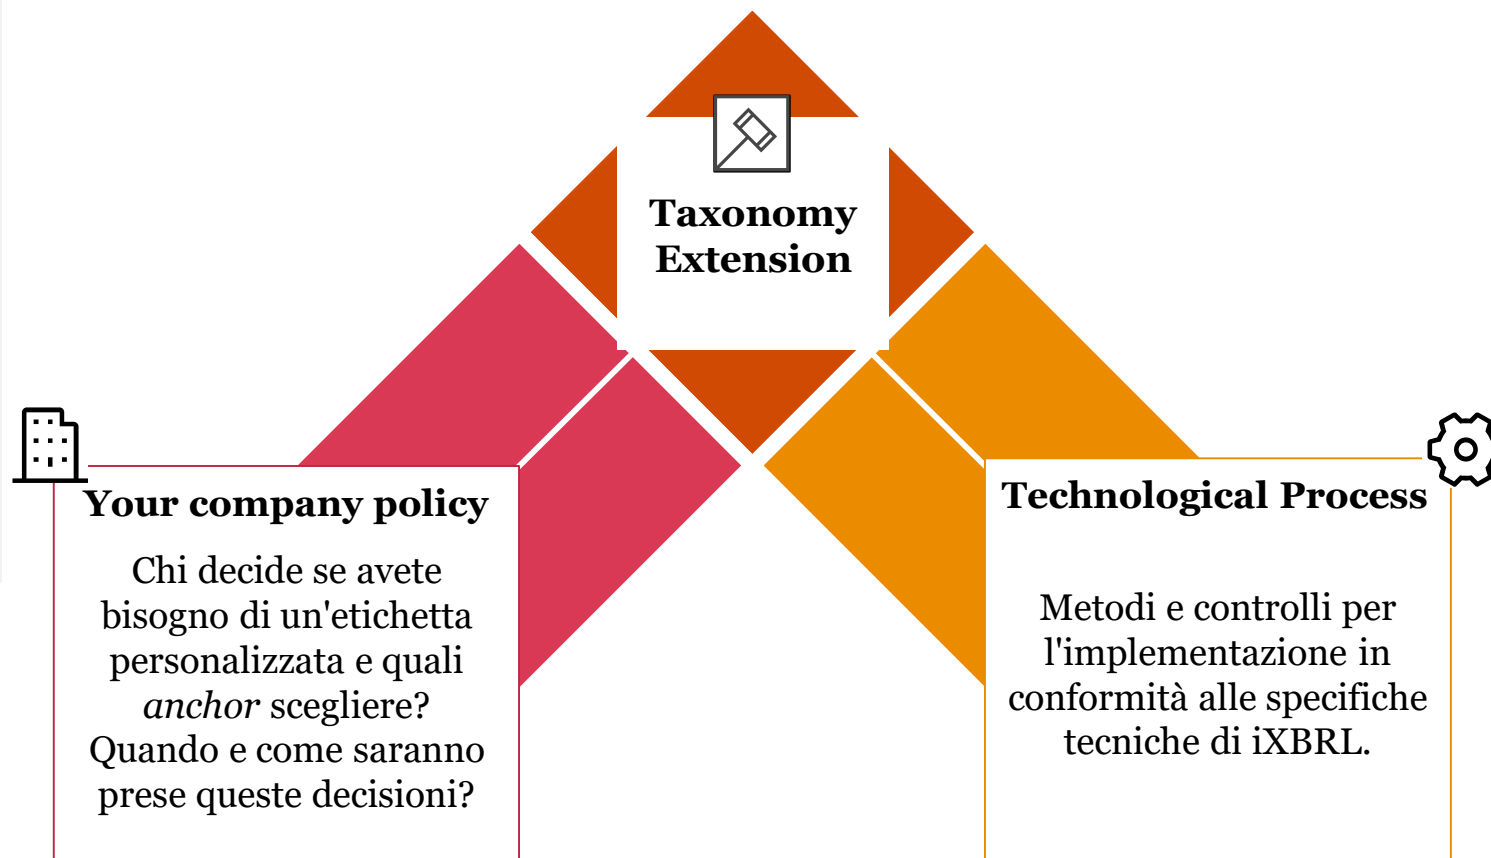 Taxonomy
Extension
Your company policy
Chi decide se avete
bisogno di un'etichetta
personalizzata e quali
anchor scegliere?
Quando e come saranno
prese queste decisioni?
Technological Process
Metodi e controlli per
l'implementazione in
conformità alle specifiche
tecniche di iXBRL.